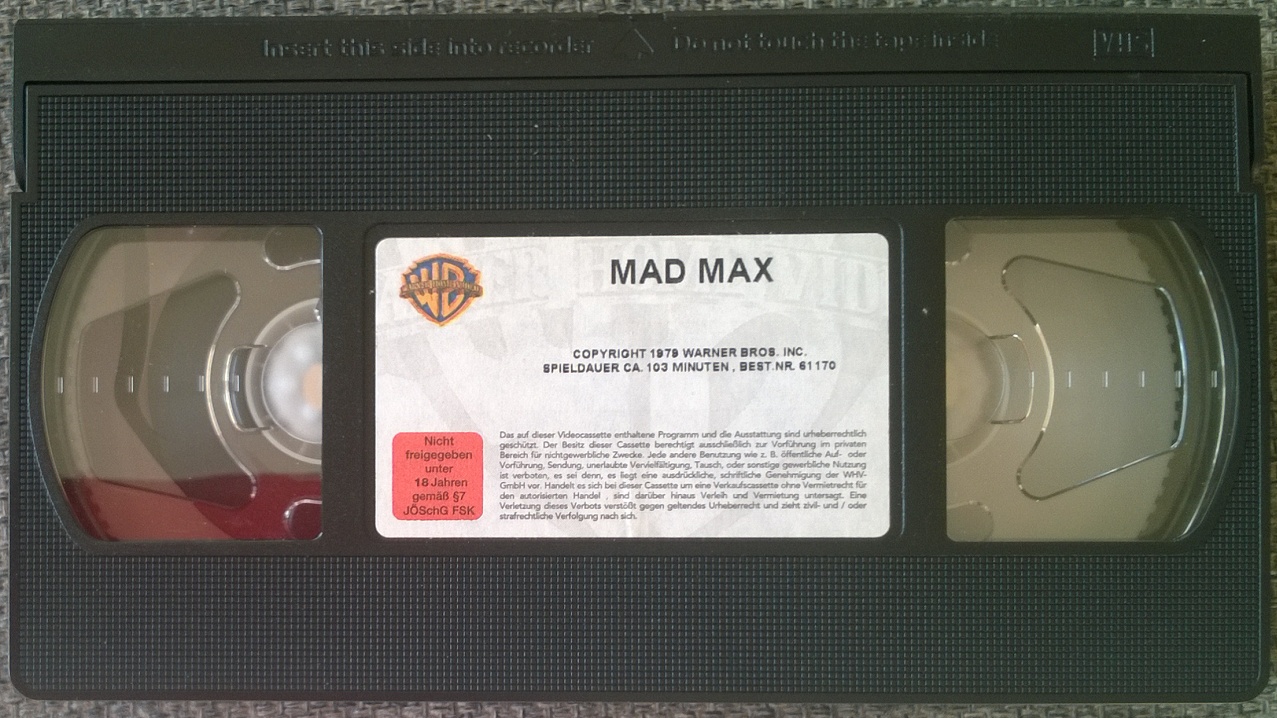 Insert this side into recorder
Do not touch the tape inside
VHS
MAD MAX
COPYRIGHT 1979 WARNER BROS. INC.
SPIELDAUER CA. 103 MINUTEN , BEST.NR. 61170
Nicht
freigegeben
unter
18 Jahren
gemäß §7
JÖSchG FSK
Das auf dieser Videocassette enthaltene Programm und die Ausstattung sind urheberrechtlich
geschützt. Der Besitz dieser Cassette berechtigt ausschließlich zur Vorführung im privaten
Bereich für nichtgewerbliche Zwecke. Jede andere Benutzung wie z. B. öffentliche Auf- oder
Vorführung, Sendung, unerlaubte Vervielfältigung, Tausch, oder sonstige gewerbliche Nutzung
ist verboten, es sei denn, es liegt eine ausdrückliche, schriftliche Genehmigung der WHV-
GmbH vor. Handelt es sich bei dieser Cassette um eine Verkaufscassette ohne Vermietrecht für
den autorisierten Handel , sind darüber hinaus Verleih und Vermietung untersagt. Eine
Verletzung dieses Verbots verstößt gegen geltendes Urheberrecht und zieht zivil- und / oder
strafrechtliche Verfolgung nach sich.